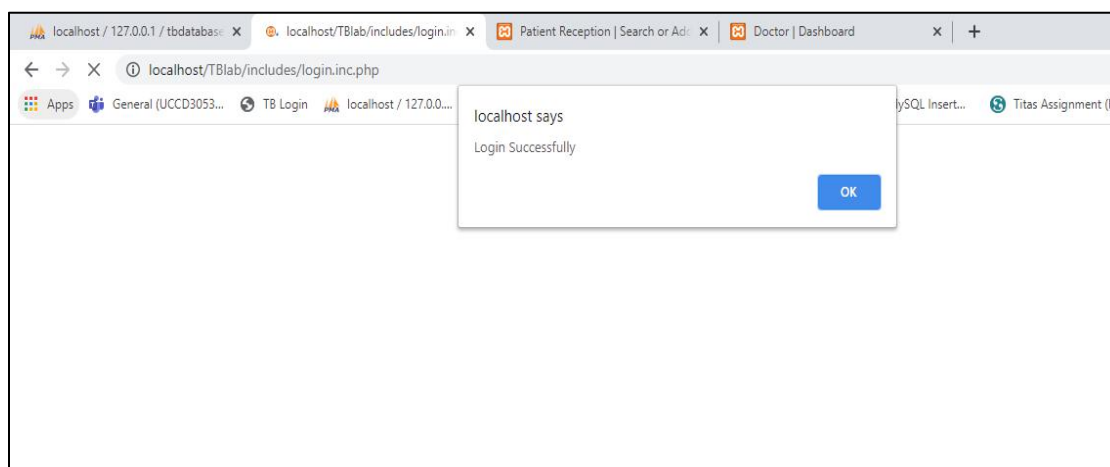 localhost / 127.0.0.1 / tbdatabase
localhost/TBlab/includes/login.in
Patient Reception | Search or Add
Doctor | Dashboard
localhost/TBlab/includes/login.inc.php
Apps General (UCCD3053... TB Login localhost / 127.0.0.... ySQL Insert... Titas Assignment (
localhost says
Login Successfully
OK